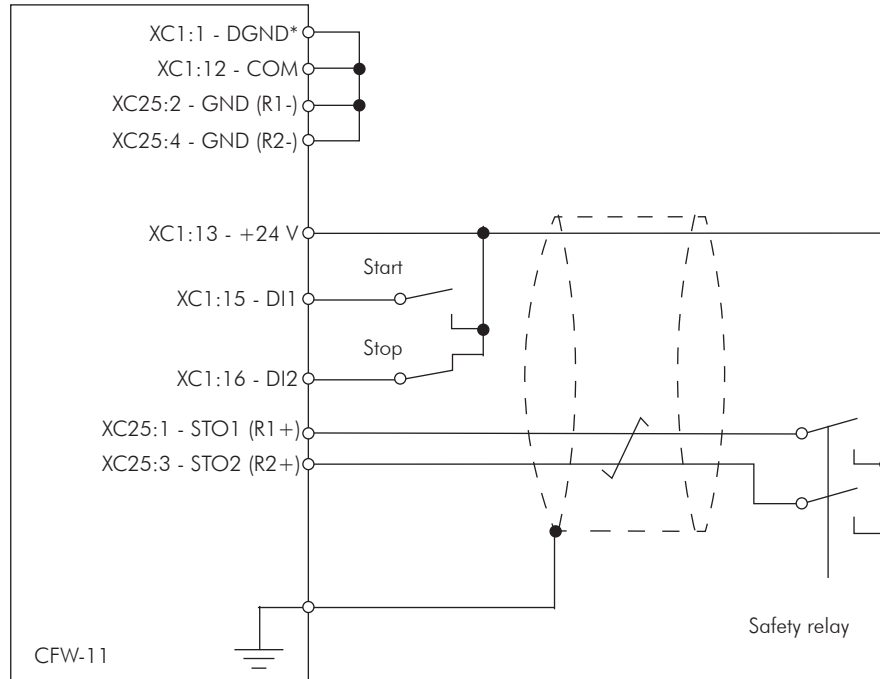 XC1:1 - DGND*
XC1:12 - COM
XC25:2 - GND (R1-)
XC25:4 - GND (R2-)
XC1:13 - +24 V
Start
XC1:15 - DI1
Stop
XC1:16 - DI2
XC25:1 - STO1 (R1+)
XC25:3 - STO2 (R2+)
Safety relay
CFW-11